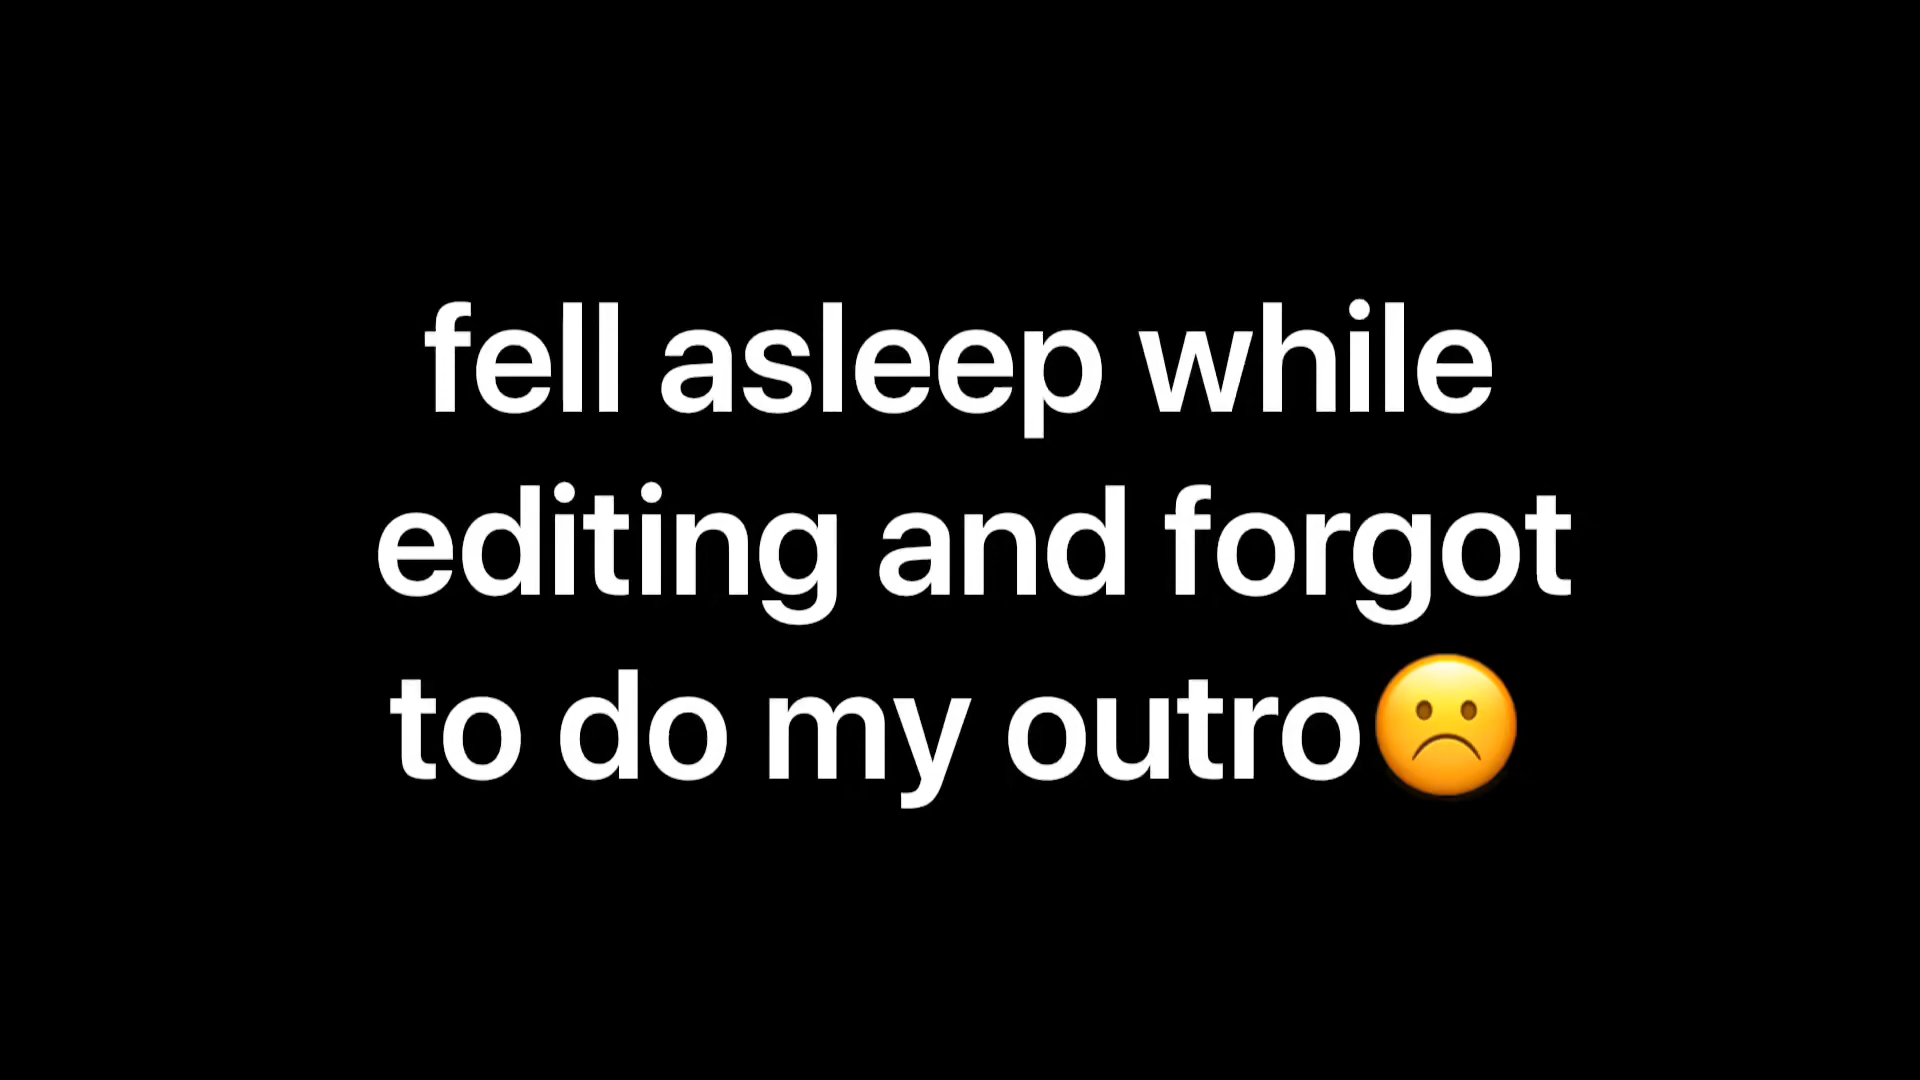 fell asleep while
editing and forgot
to do my outro☹️